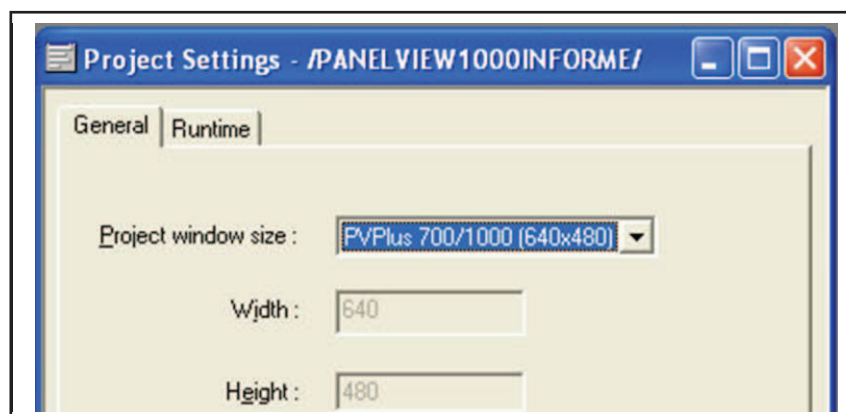 Project Settings - /PANELVIEW1000INFORME/
General Runtime
Project window size : PVPlus 700/1000 (640x480)
Width : 640
Height : 480